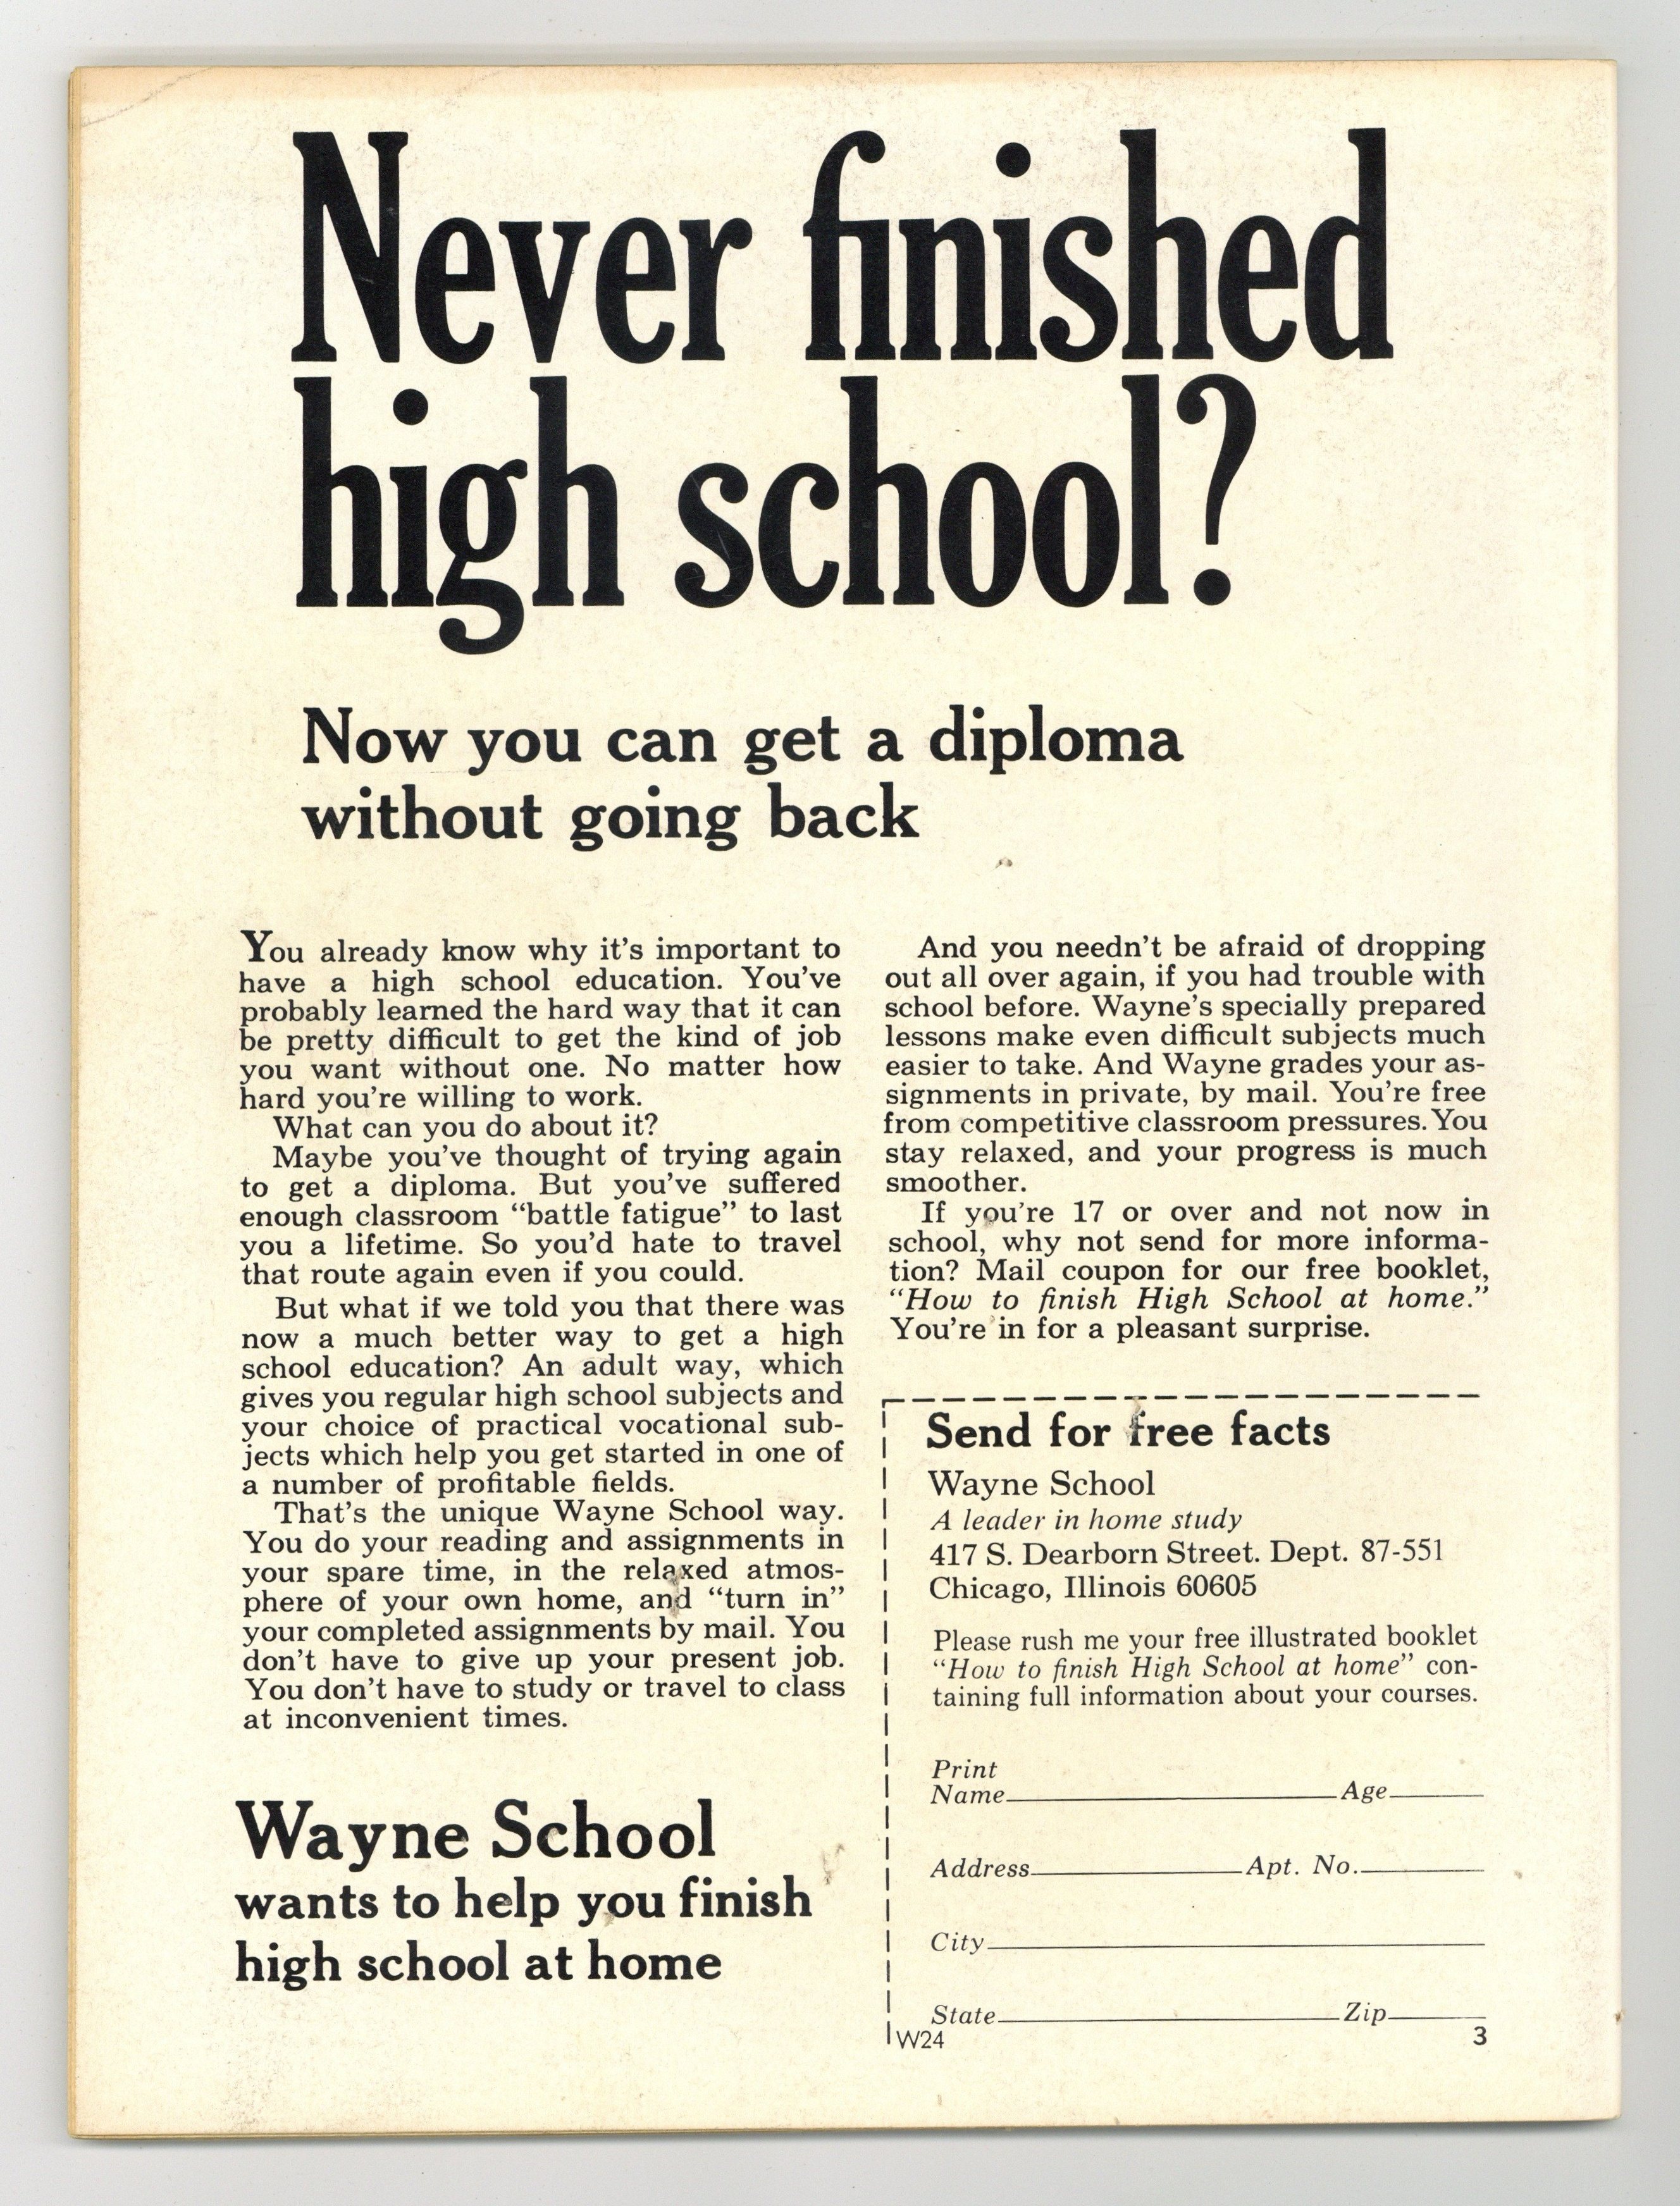 Never finished
high school?
Now you can get a diploma
without going back
You already know why it's important to
have a high school education. You've
probably learned the hard way that it can
be pretty difficult to get the kind of job
you want without one. No matter how
hard you're willing to work.
What can you do about it?
Maybe you've thought of trying again
to get a diploma. But you've suffered
enough classroom “battle fatigue” to last
you a lifetime. So you'd hate to travel
that route again even if you could.
But what if we told you that there was
now a much better way to get a high
school education? An adult way, which
gives you regular high school subjects and
your choice of practical vocational sub-
jects which help you get started in one of
a number of profitable fields.
That's the unique Wayne School way.
You do your reading and assignments in
your spare time, in the relaxed atmos-
phere of your own home, and “turn in”
your completed assignments by mail. You
don't have to give up your present job.
You don't have to study or travel to class
at inconvenient times.
Wayne School
wants to help you finish
high school at home
And you needn't be afraid of dropping
out all over again, if you had trouble with
school before. Wayne's specially prepared
lessons make even difficult subjects much
easier to take. And Wayne grades your as-
signments in private, by mail. You're free
from competitive classroom pressures. You
stay relaxed, and your progress is much
smoother.
If you're 17 or over and not now in
school, why not send for more informa-
tion? Mail coupon for our free booklet,
“How to finish High School at home.”
You're in for a pleasant surprise.
Send for free facts
Wayne School
A leader in home study
417 S. Dearborn Street. Dept. 87-551
Chicago, Illinois 60605
Please rush me your free illustrated booklet
“How to finish High School at home” con-
taining full information about your courses.
Print
Name Age
Address Apt. No.
City
State Zip
W24 3